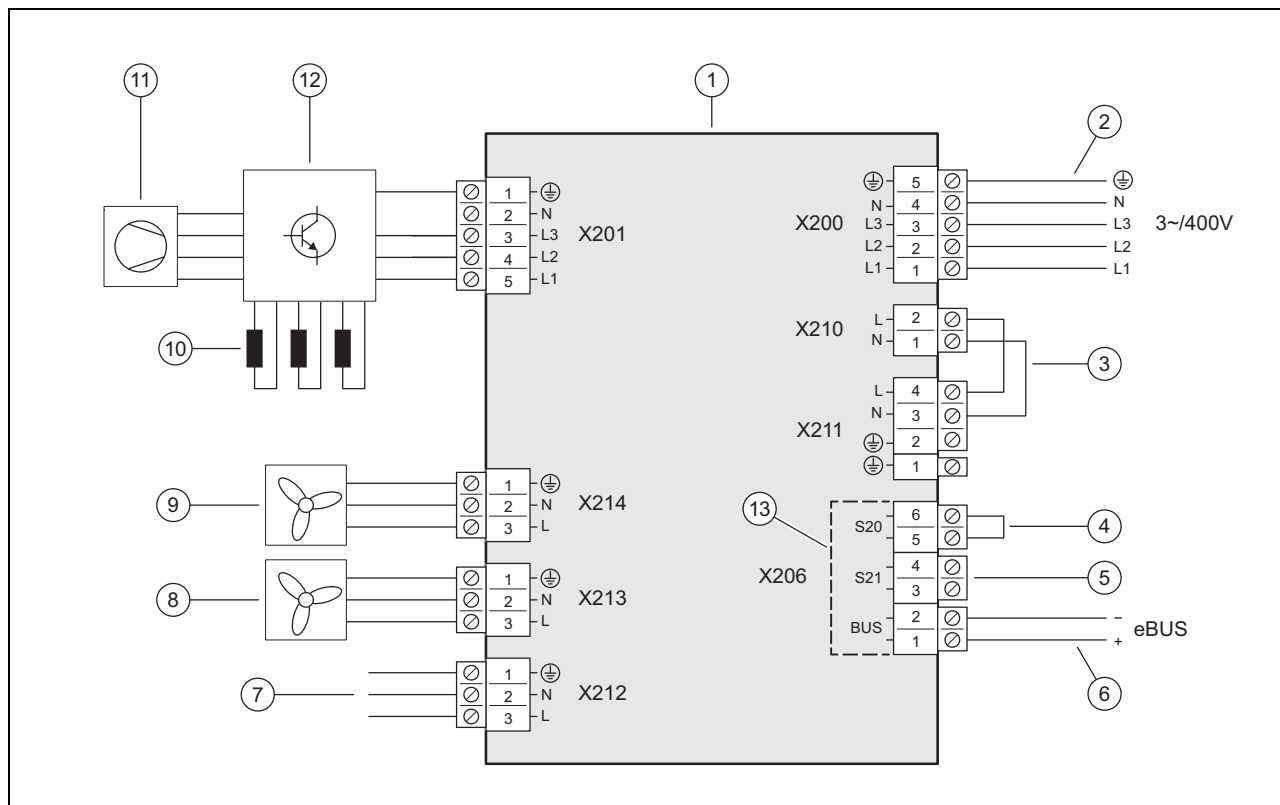 11
12
1
2
X201
1
2 N
3 L3
4 L2
5 L1
X200
5
N 4 N
L3 3 L3
L2 2 L2
L1 1 L1
3~/400V
10
X210
L 2
N 1
3
X211
L 4
N 3
2
1
9
1
2 N
3 L
X214
13
X206
S20
6
5
4
S21
4
3
5
BUS
2 –
1 +
eBUS
6
8
1
2 N
3 L
X213
7
1
2 N
3 L
X212